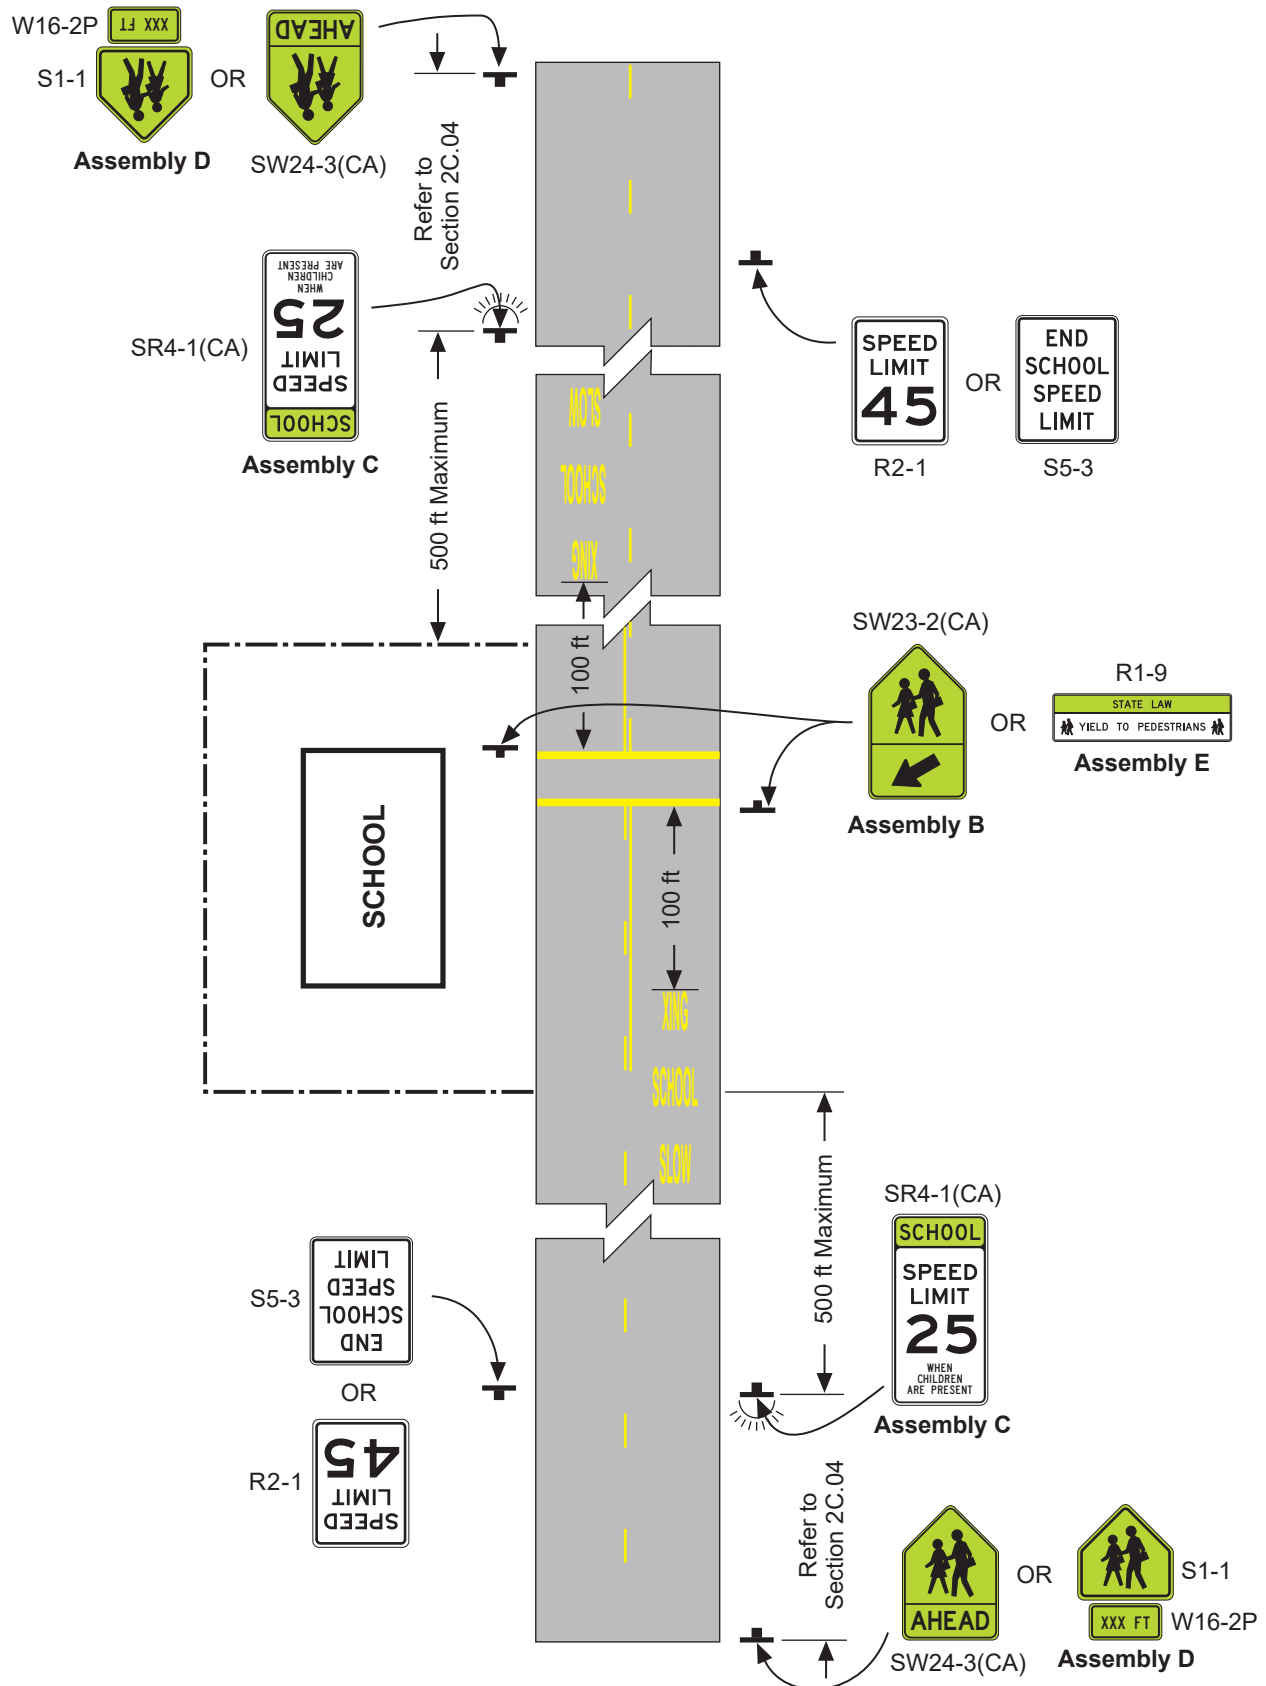 W16-2P
XXX FT
S1-1
OR
AHEAD
Assembly D
SW24-3(CA)
Refer to
Section 2C.04
SR4-1(CA)
SCHOOL
SPEED
LIMIT
25
WHEN
CHILDREN
ARE PRESENT
Assembly C
500 ft Maximum
SPEED
LIMIT
45
R2-1
OR
END
SCHOOL
SPEED
LIMIT
S5-3
SLOW
SCHOOL
XING
100 ft
SW23-2(CA)
Assembly B
OR
R1-9
STATE LAW
YIELD TO PEDESTRIANS
Assembly E
SCHOOL
100 ft
XING
SCHOOL
SLOW
500 ft Maximum
SR4-1(CA)
SCHOOL
SPEED
LIMIT
25
WHEN
CHILDREN
ARE PRESENT
Assembly C
S5-3
END
SCHOOL
SPEED
LIMIT
OR
R2-1
SPEED
LIMIT
45
Refer to
Section 2C.04
AHEAD
SW24-3(CA)
OR
S1-1
XXX FT
W16-2P
Assembly D